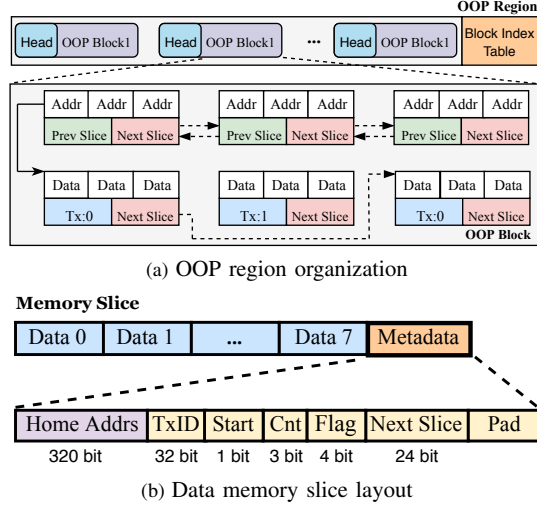 OOP Region
Head OOP Block1 Head OOP Block1 ... Head OOP Block1 Block Index Table
Addr Addr Addr Addr Addr Addr Addr Addr Addr
Prev Slice Next Slice Prev Slice Next Slice Prev Slice Next Slice
Data Data Data Data Data Data Data Data Data
Tx:0 Next Slice Tx:1 Next Slice Tx:0 Next Slice
OOP Block
(a) OOP region organization
Memory Slice
Data 0 Data 1 ... Data 7 Metadata
Home Addrs TxID Start Cnt Flag Next Slice Pad
320 bit 32 bit 1 bit 3 bit 4 bit 24 bit
(b) Data memory slice layout